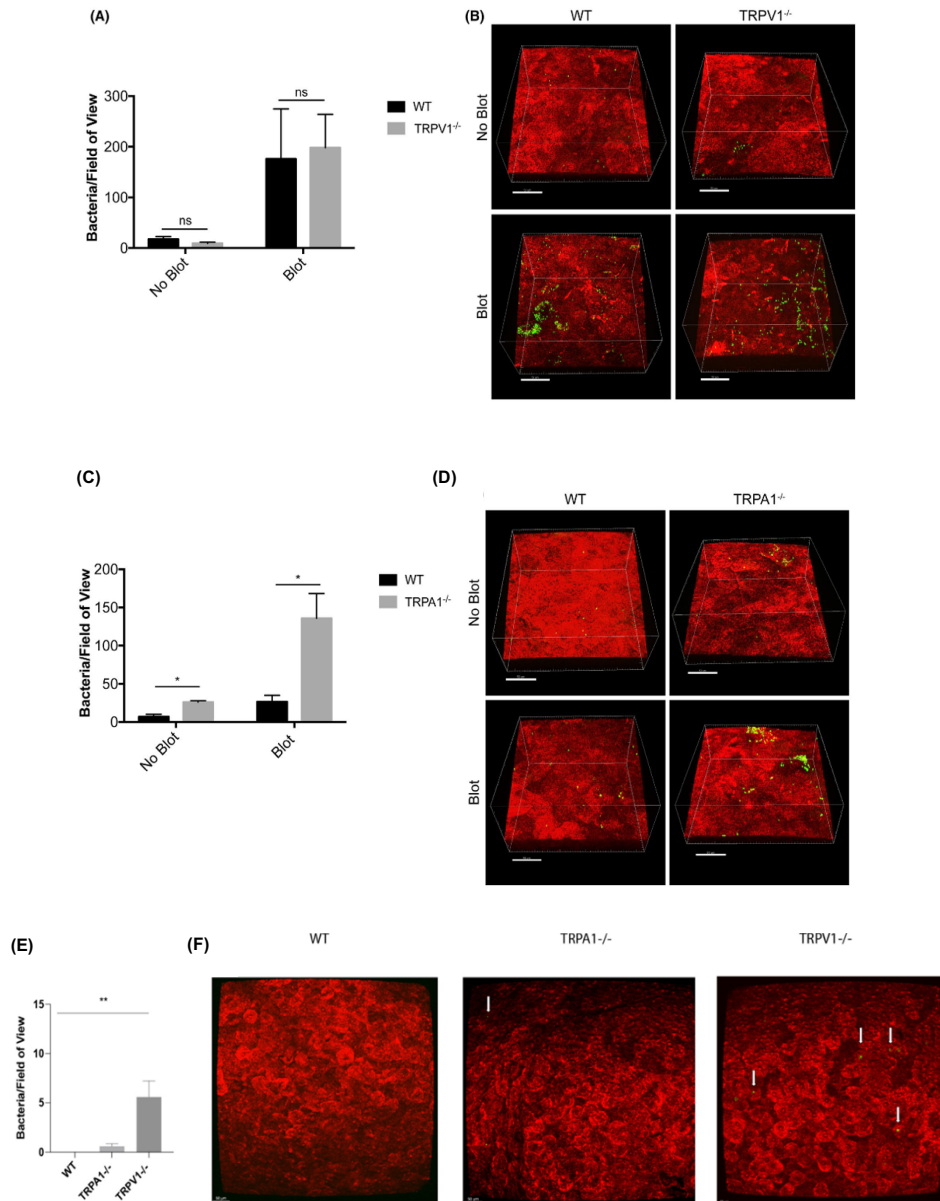 (A)
Bacteria/Field of View
300
200
100
0
ns
ns
No Blot
Blot
WT
TRPV1-/-
(B)
WT
TRPV1-/-
No Blot
Blot
(C)
Bacteria/Field of View
200
150
100
50
0
*
*
No Blot
Blot
WT
TRPA1-/-
(D)
WT
TRPA1-/-
No Blot
Blot
(E)
Bacteria/Field of View
15
10
5
0
**
WT
TRPA1-/-
TRPV1-/-
(F)
WT
TRPA1-/-
TRPV1-/-